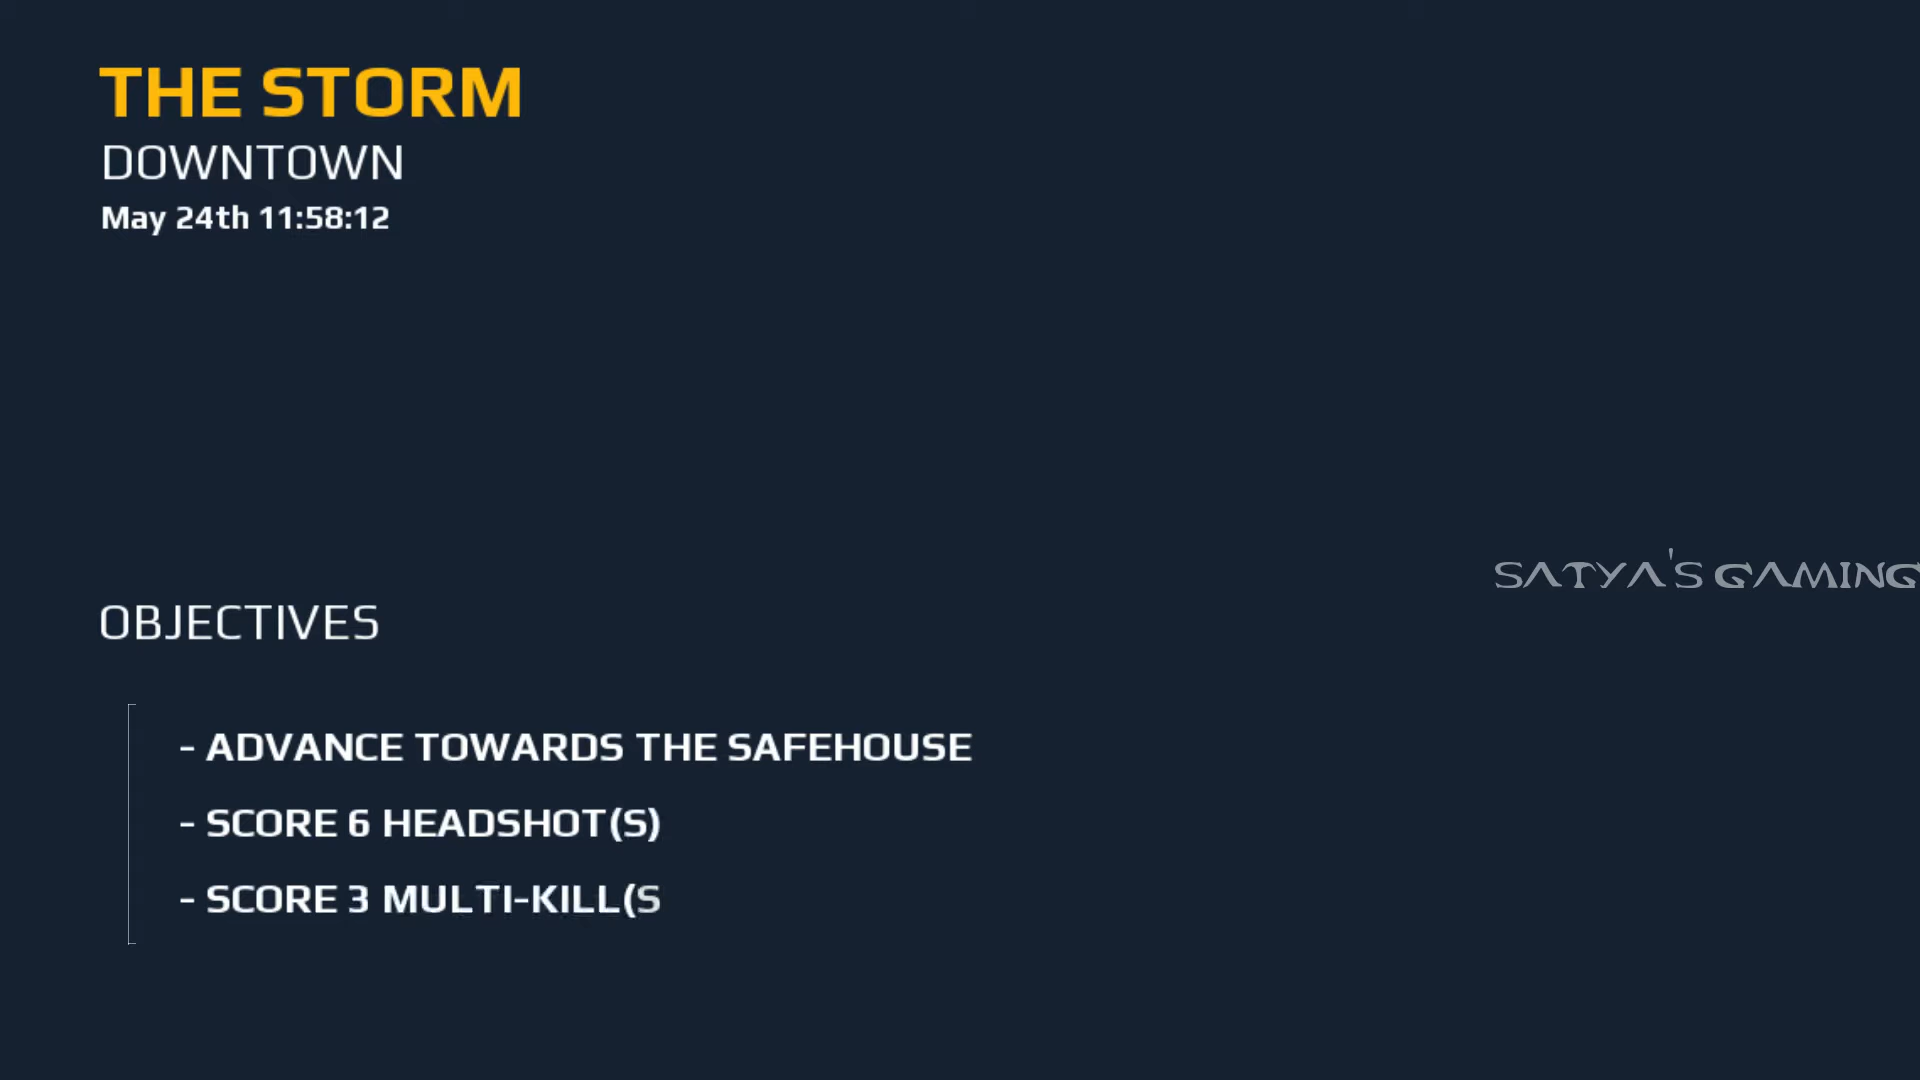 THE STORM
DOWNTOWN
May 24th 11:58:12
SATYA'S GAMING
OBJECTIVES
- ADVANCE TOWARDS THE SAFEHOUSE
- SCORE 6 HEADSHOT(S)
- SCORE 3 MULTI-KILL(S